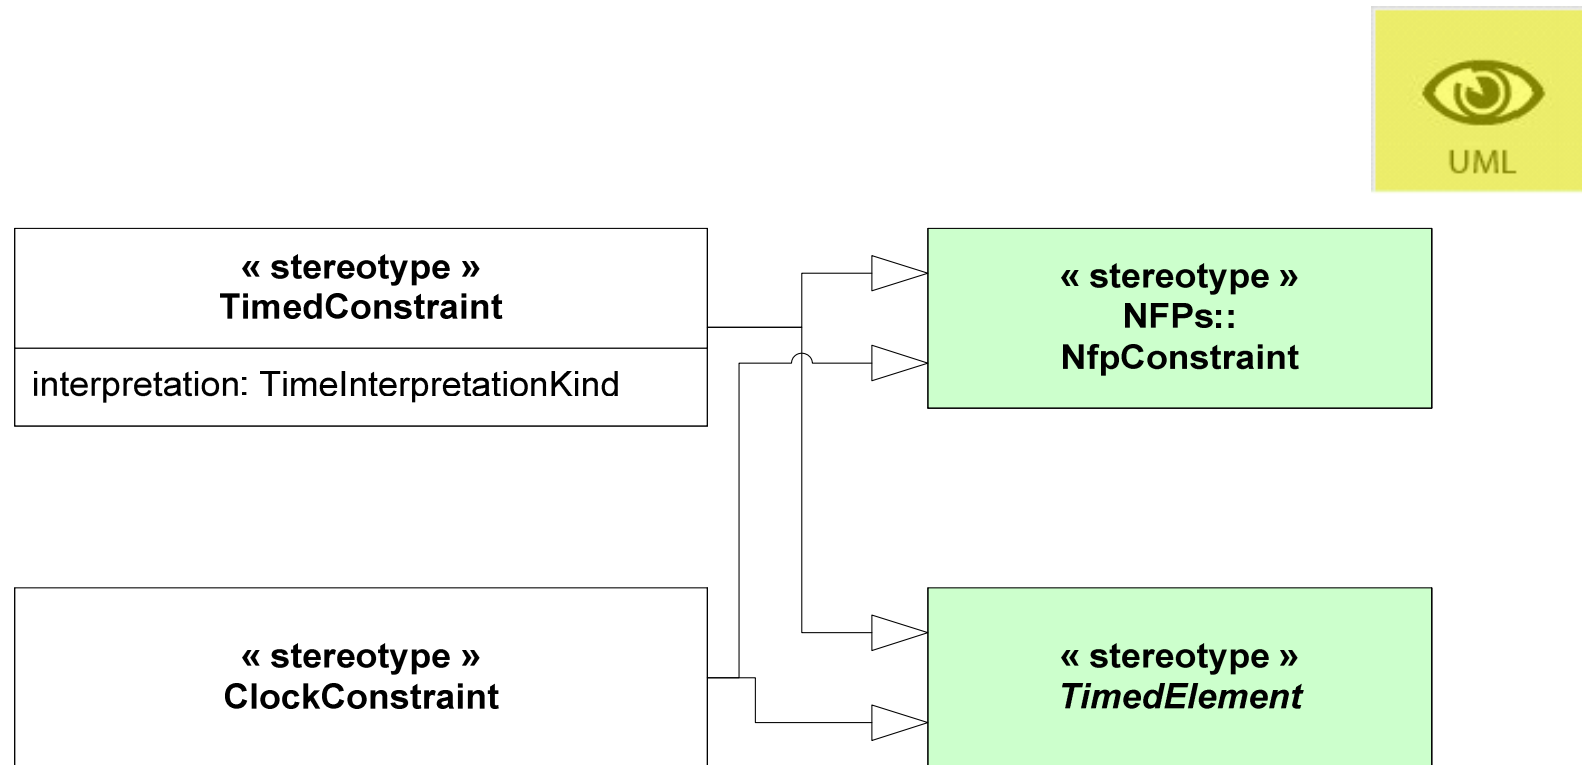 UML
« stereotype »
TimedConstraint
interpretation: TimeInterpretationKind
« stereotype »
NFPs::
NfpConstraint
« stereotype »
ClockConstraint
« stereotype »
TimedElement